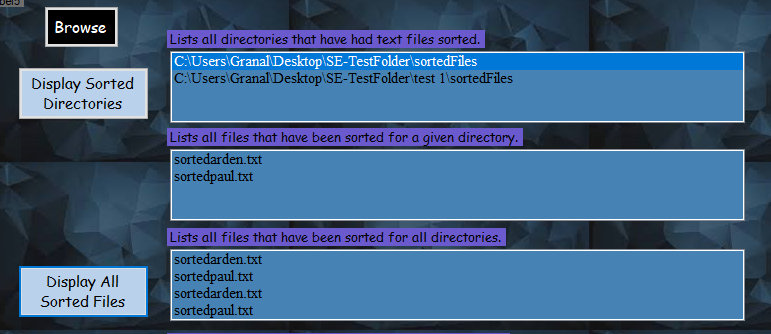 Browse
Lists all directories that have had text files sorted.
C:\Users\Granal\Desktop\SE-TestFolder\sortedFiles
C:\Users\Granal\Desktop\SE-TestFolder\test 1\sortedFiles
Display Sorted
Directories
Lists all files that have been sorted for a given directory.
sortedarden.txt
sortedpaul.txt
Lists all files that have been sorted for all directories.
sortedarden.txt
sortedpaul.txt
sortedarden.txt
sortedpaul.txt
Display All
Sorted Files